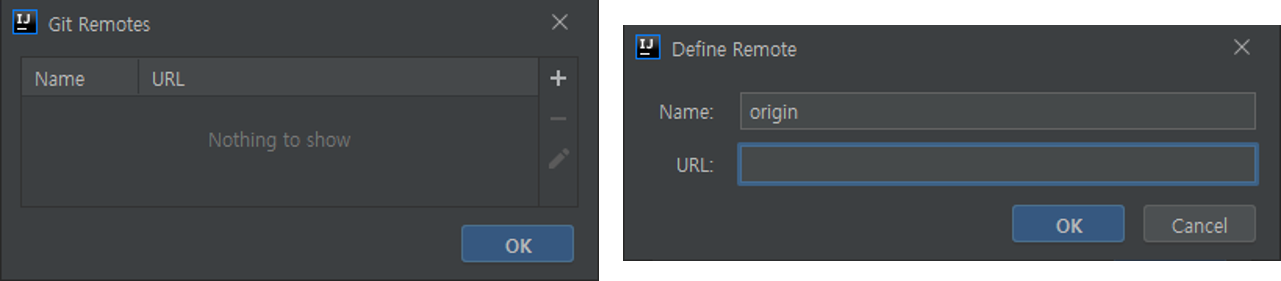 IJ Git Remotes
Name URL
Nothing to show
OK
IJ Define Remote
Name: origin
URL:
OK Cancel